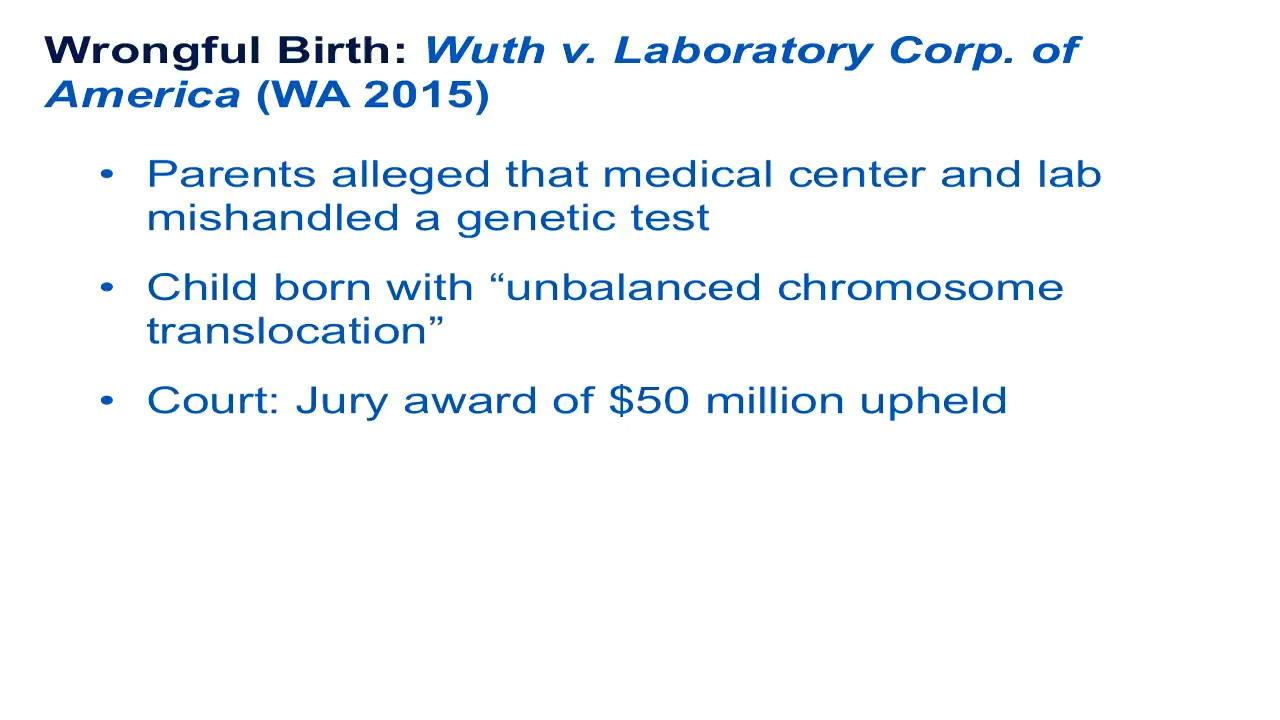 Wrongful Birth: Wuth v. Laboratory Corp. of
America (WA 2015)
• Parents alleged that medical center and lab
mishandled a genetic test
• Child born with “unbalanced chromosome
translocation”
• Court: Jury award of $50 million upheld